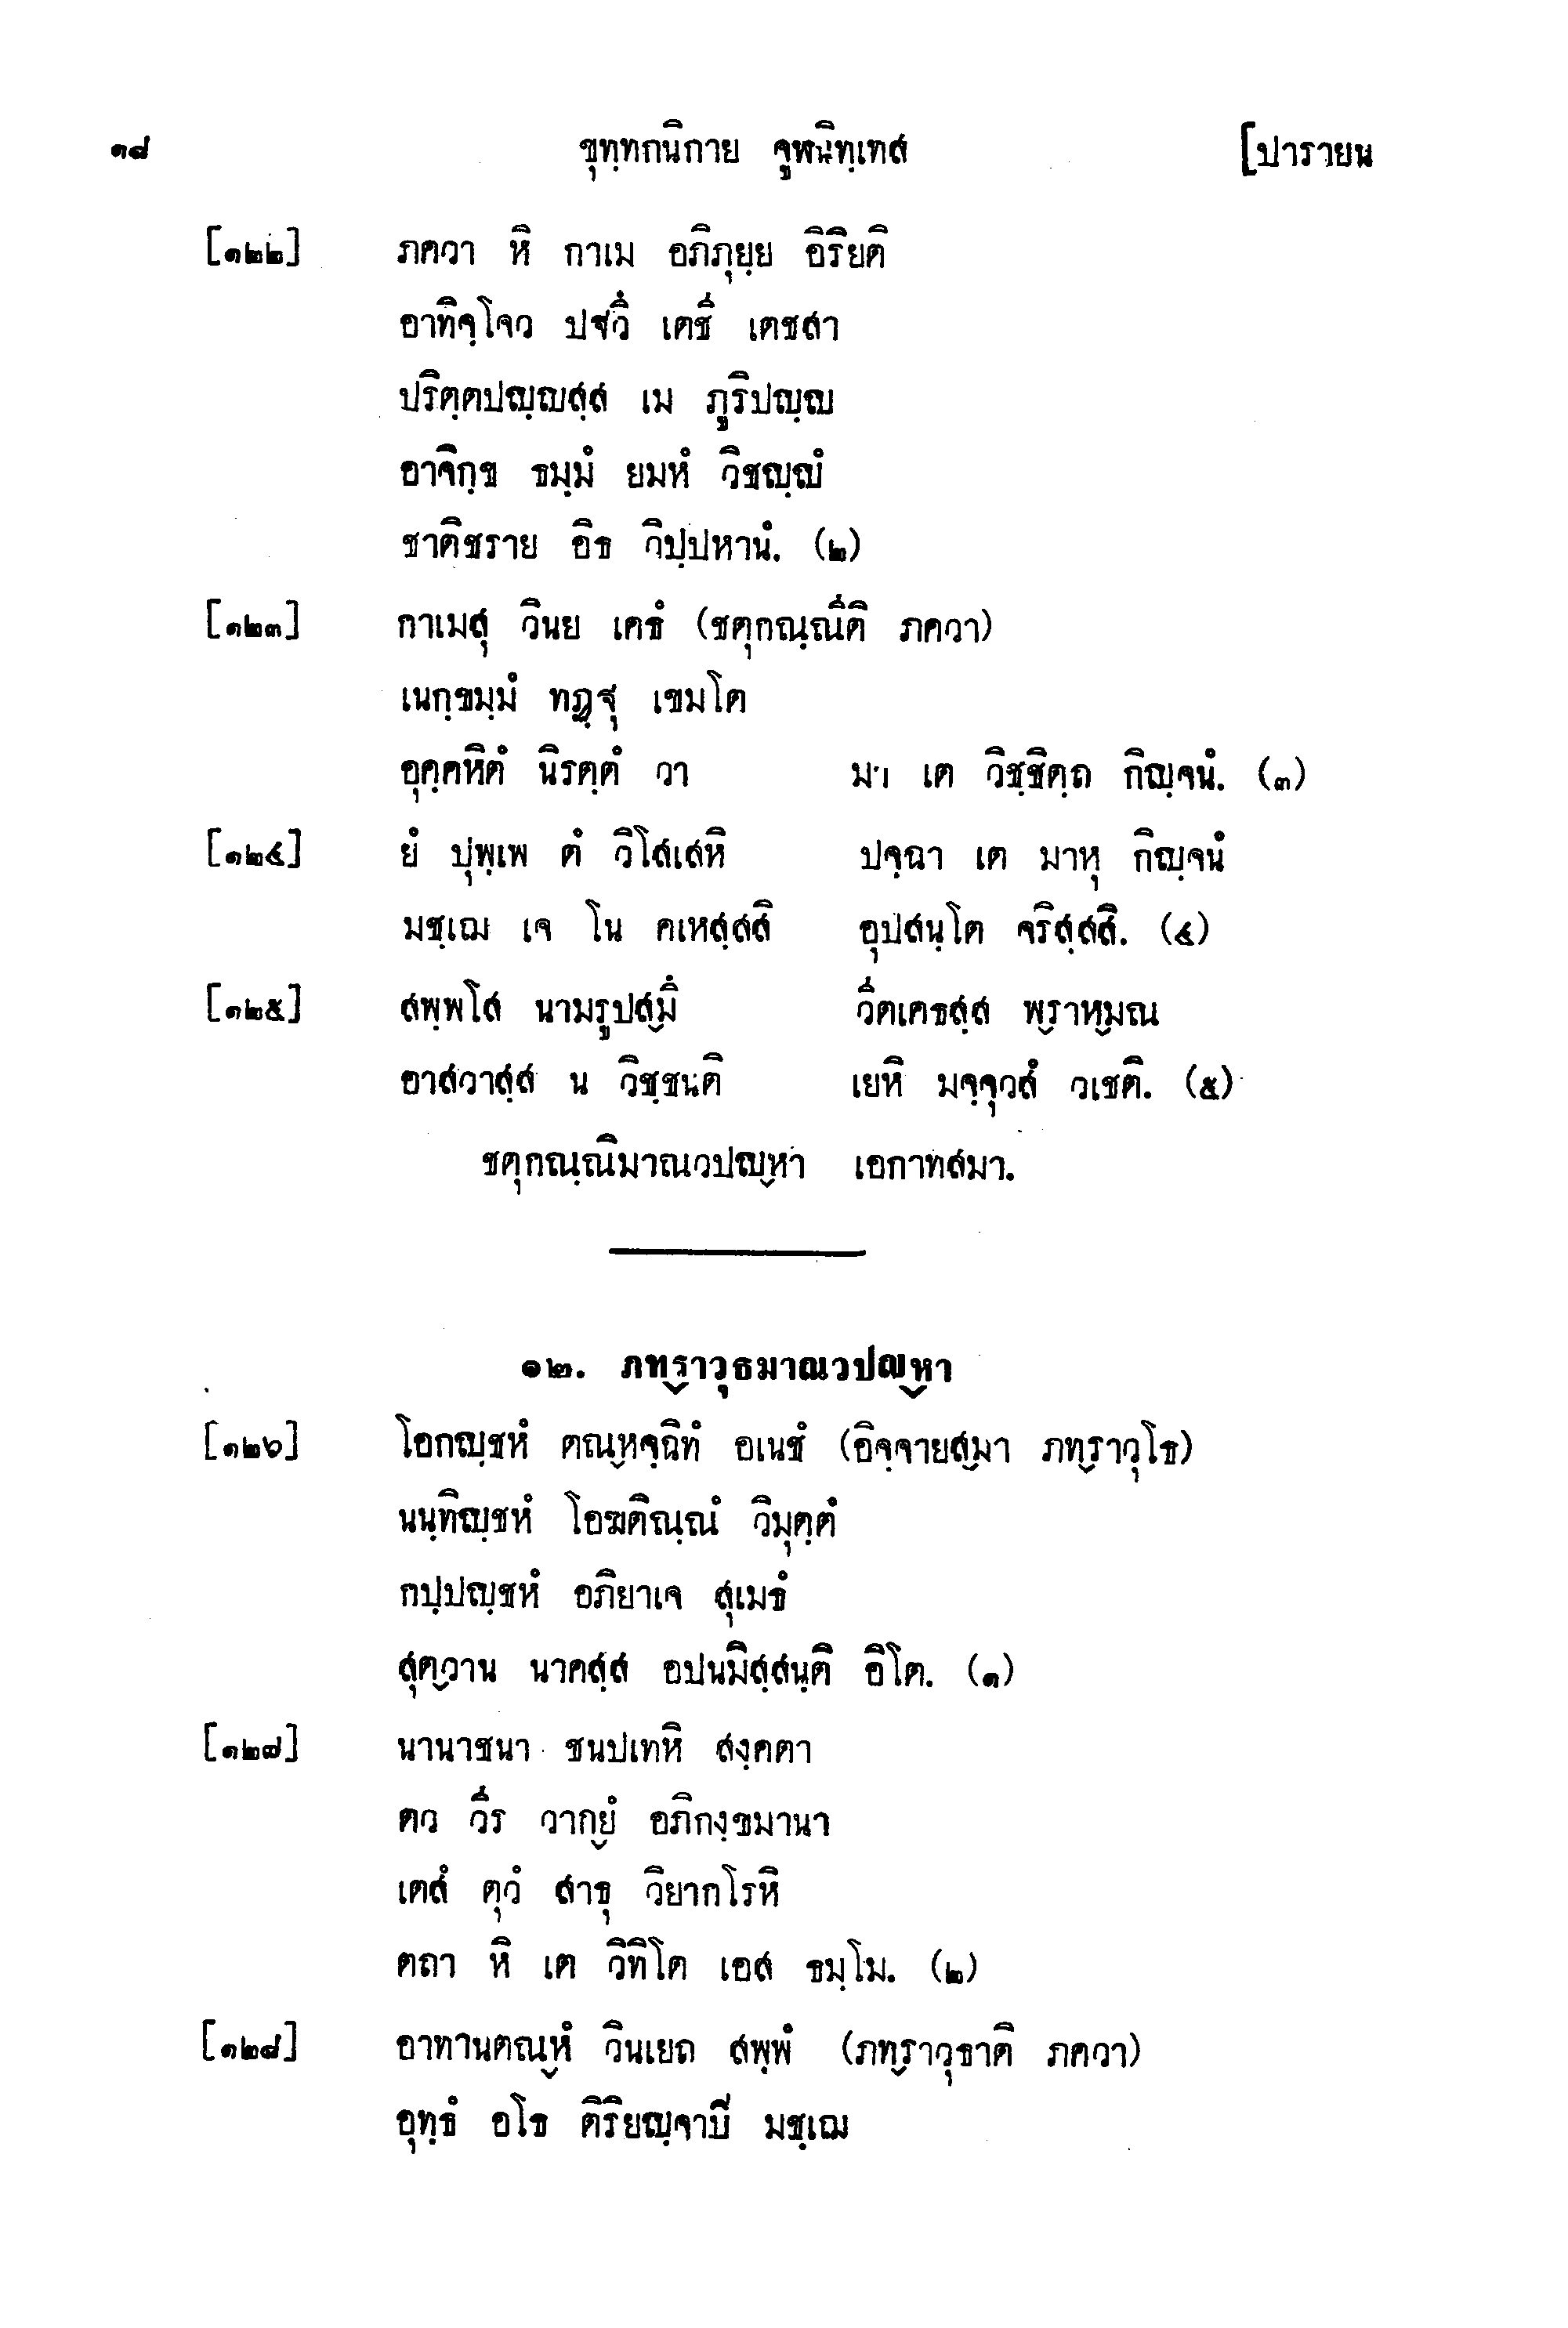 ๑๘ ขุทฺทกนิกาย จูฬนิทฺเทส [ปารายน
[๑๒๒] ภควา หิ กาเม อภิภุยฺย อิริยติ
อาทิจฺโจว ปฐวึ เตชี เตชสา
ปริตฺตปญฺญสฺส เม ภูริปญฺญ
อาจิกฺข ธมฺมํ ยมหํ วิชญฺญํ
ชาติชราย อิธ วิปฺปหานํ. (๒)
[๑๒๓] กาเมสุ วินย เคธํ (ชตุกณฺณีติ ภควา)
เนกฺขมฺมํ ทฏฺฐุ เขมโต
อุคฺคหิตํ นิรตฺตํ วา มา เต วิชฺชิตฺถ กิญฺจนํ. (๓)
[๑๒๔] ยํ ปุพฺเพ ตํ วิโสเสหิ ปจฺฉา เต มาหุ กิญฺจนํ
มชฺเฌ เจ โน คเหสฺสสิ อุปสนฺโต จริสฺสสิ. (๔)
[๑๒๕] สพฺพโส นามรูปส๎มึ วีตเคธสฺส พ๎ราห๎มณ
อาสวาสฺส น วิชฺชนฺติ เยหิ มจฺจุวสํ วเชติ. (๕)
ชตุกณฺณิมาณวปญ๎หา เอกาทสมา.
๑๒. ภทฺร๎าวุธมาณวปญ๎หา
[๑๒๖] โอกญฺชหํ ตณ๎หจฺฉิทํ อเนชํ (อิจฺจายส๎มา ภทฺร๎าวุโธ)
นนฺทิญฺชหํ โอฆติณฺณํ วิมุตฺตํ
กปฺปญฺชหํ อภิยาเจ สุเมธํ
สุต๎วาน นาคสฺส อปนมิสฺสนฺติ อิโต. (๑)
[๑๒๗] นานาชนา ชนปเทหิ สงฺคตา
ตว วีร วาก๎ยํ อภิกงฺขมานา
เตสํ ตุวํ สาธุ วิยากโรหิ
ตถา หิ เต วิทิโต เอส ธมฺโม. (๒)
[๑๒๘] อาทานตณ๎หํ วินเยถ สพฺพํ (ภทฺร๎าวุธาติ ภควา)
อุทฺธํ อโธ ติริยญฺจาปิ มชฺเฌ